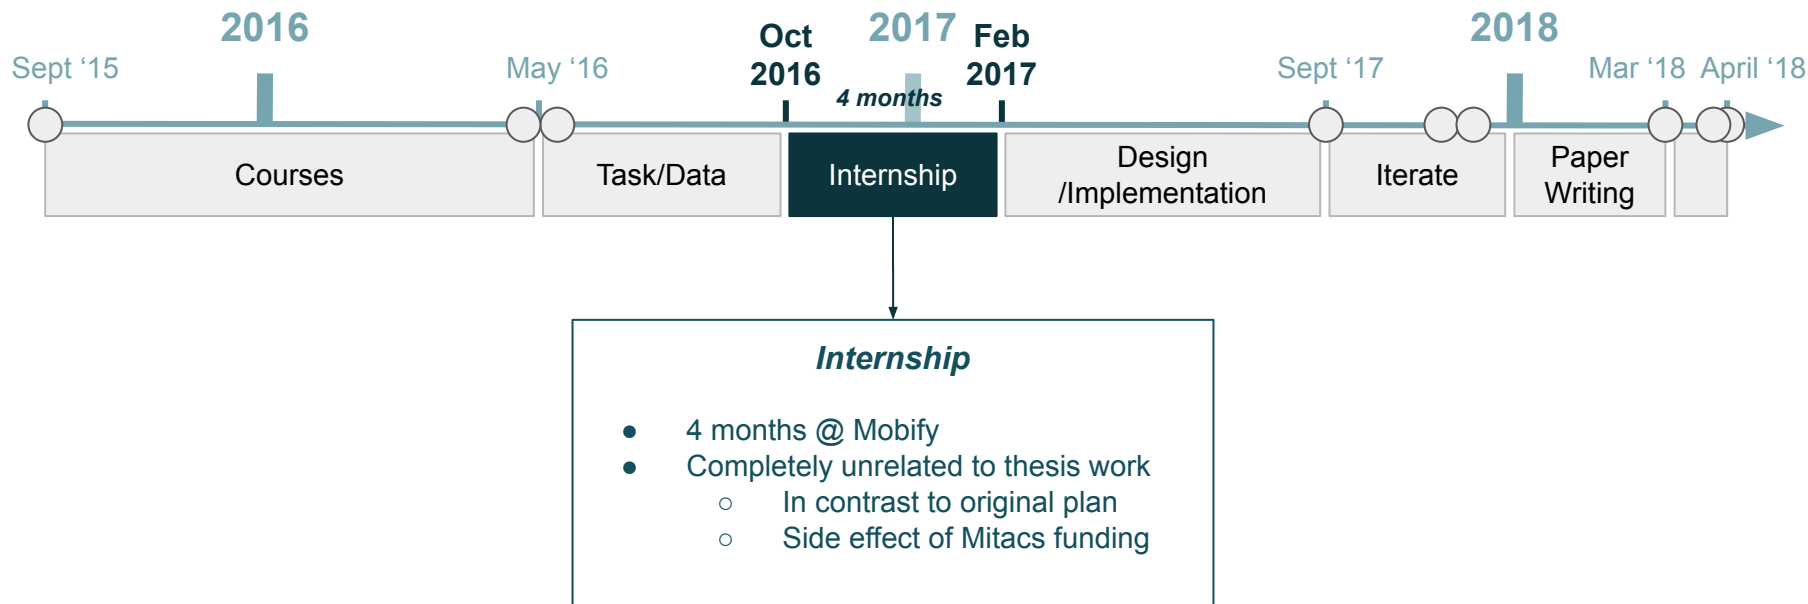 2016
2017
2018
Sept ‘15
May ‘16
Oct
2016
Feb
2017
Sept ‘17
Mar ‘18
April ‘18
4 months
Courses
Task/Data
Internship
Design
/Implementation
Iterate
Paper
Writing
Internship
● 4 months @ Mobify
● Completely unrelated to thesis work
○ In contrast to original plan
○ Side effect of Mitacs funding